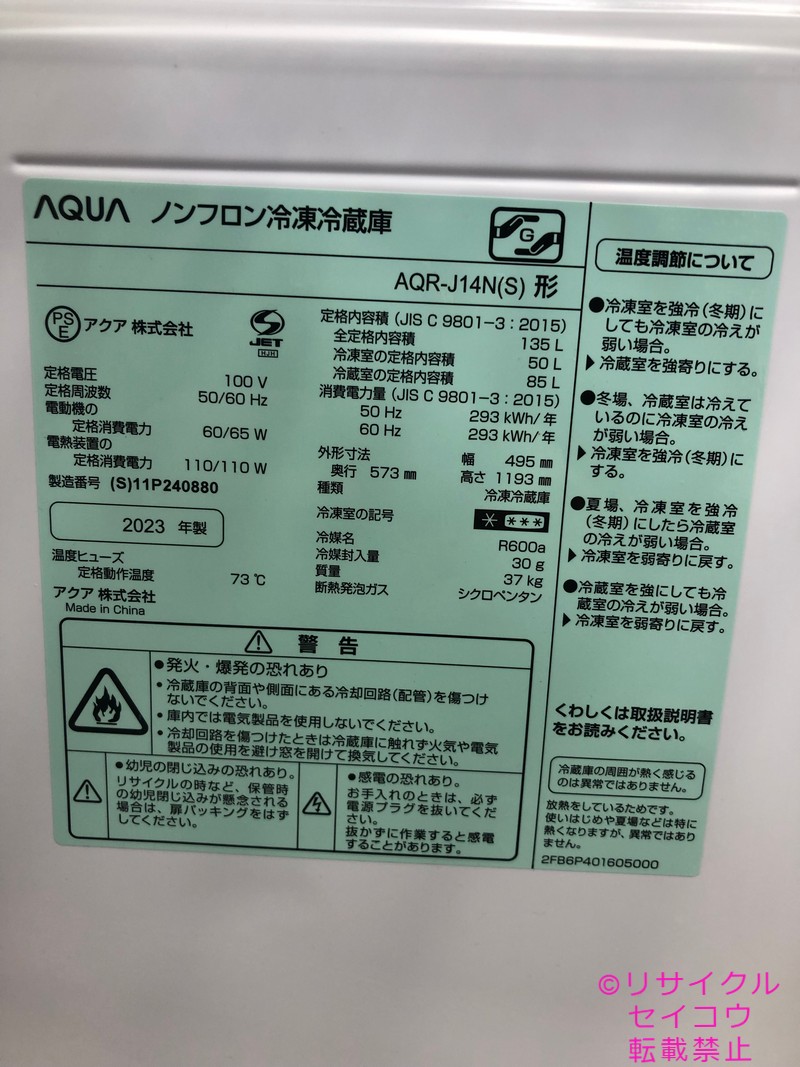 AQUA ノンフロン冷凍冷蔵庫
G
AQR-J14N(S) 形
PSE アクア 株式会社
JET
HJH
定格電圧 100 V
定格周波数 50/60 Hz
電動機の
定格消費電力 60/65 W
電熱装置の
定格消費電力 110/110 W
製造番号 (S)11P240880
2023 年製
温度ヒューズ
定格動作温度 73 ℃
アクア 株式会社
Made in China
定格内容積 (JIS C 9801-3:2015)
全定格内容積 135 L
冷凍室の定格内容積 50 L
冷蔵室の定格内容積 85 L
消費電力量 (JIS C 9801-3:2015)
50 Hz 293 kWh/年
60 Hz 293 kWh/年
外形寸法 幅 495 ㎜
奥行 573 ㎜ 高さ 1193 ㎜
種類 冷凍冷蔵庫
冷凍室の記号
冷媒名 R600a
冷媒封入量 30 g
質量 37 kg
断熱発泡ガス シクロペンタン
警告
●発火・爆発の恐れあり
・冷蔵庫の背面や側面にある冷却回路(配管)を傷つけ
ないでください。
・庫内では電気製品を使用しないでください。
・冷却回路を傷つけたときは冷蔵庫に触れず火気や電気
製品の使用を避け窓を開けて換気してください。
●幼児の閉じ込みの恐れあり。
リサイクルの時など、保管時
の幼児閉じ込みが懸念される
場合は、扉パッキングをはず
してください。
●感電の恐れあり。
お手入れのときは、必ず
電源プラグを抜いてくだ
さい。
抜かずに作業すると感電
することがあります。
温度調節について
●冷凍室を強冷(冬期)に
しても冷凍室の冷えが
弱い場合。
▶冷蔵室を強寄りにする。
●冬場、冷蔵室は冷えて
いるのに冷凍室の冷え
が弱い場合。
▶冷凍室を強冷(冬期)に
する。
●夏場、冷凍室を強冷
(冬期)にしたら冷蔵室
の冷えが弱い場合。
▶冷凍室を弱寄りに戻す。
●冷蔵室を強にしても冷
蔵室の冷えが弱い場合。
▶冷凍室を弱寄りに戻す。
くわしくは取扱説明書
をお読みください。
冷蔵庫の周囲が熱く感じる
のは異常ではありません。
放熱をしているためです。
使いはじめや夏場などは特に
熱くなりますが、異常ではあり
ません。
2FB6P401605000
©リサイクル
セイコウ
転載禁止